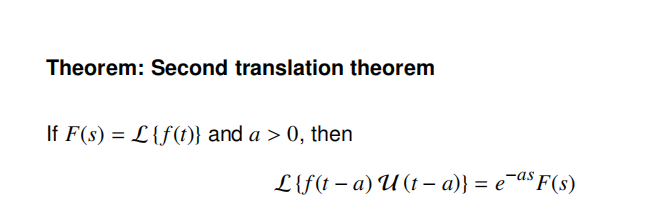 Theorem: Second translation theorem
If F(s) = ℒ{f(t)} and a > 0, then
ℒ{f(t − a) 𝒰(t − a)} = e^{−as}F(s)